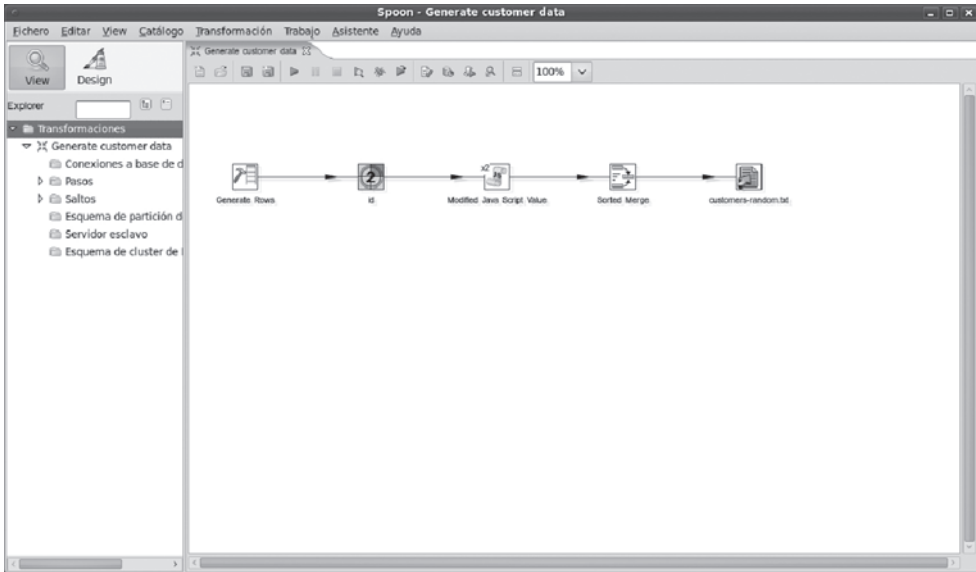 Spoon - Generate customer data
Fichero Editar View Catálogo Transformación Trabajo Asistente Ayuda
View
Design
Generate customer data
100%
Explorer
Transformaciones
Generate customer data
Conexiones a base de d
Pasos
Saltos
Esquema de partición d
Servidor esclavo
Esquema de cluster de
Generate Rows
id
x2
Modified Java Script Value
Sorted Merge
customers-random.txt
2